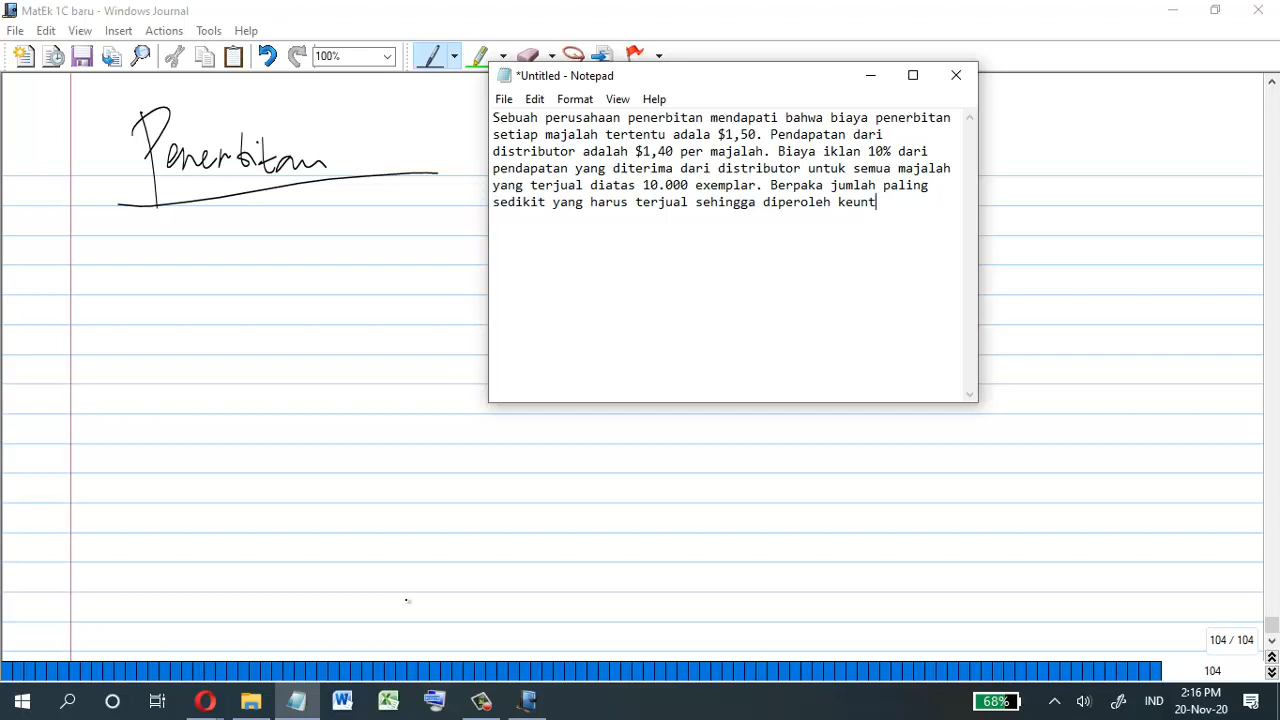 MatEk 1C baru - Windows Journal
File Edit View Insert Actions Tools Help
100%
Penerbitan
*Untitled - Notepad
File Edit Format View Help
Sebuah perusahaan penerbitan mendapati bahwa biaya penerbitan
setiap majalah tertentu adala $1,50. Pendapatan dari
distributor adalah $1,40 per majalah. Biaya iklan 10% dari
pendapatan yang diterima dari distributor untuk semua majalah
yang terjual diatas 10.000 exemplar. Berpaka jumlah paling
sedikit yang harus terjual sehingga diperoleh keunt
104 / 104
104
68%
IND
2:16 PM
20-Nov-20